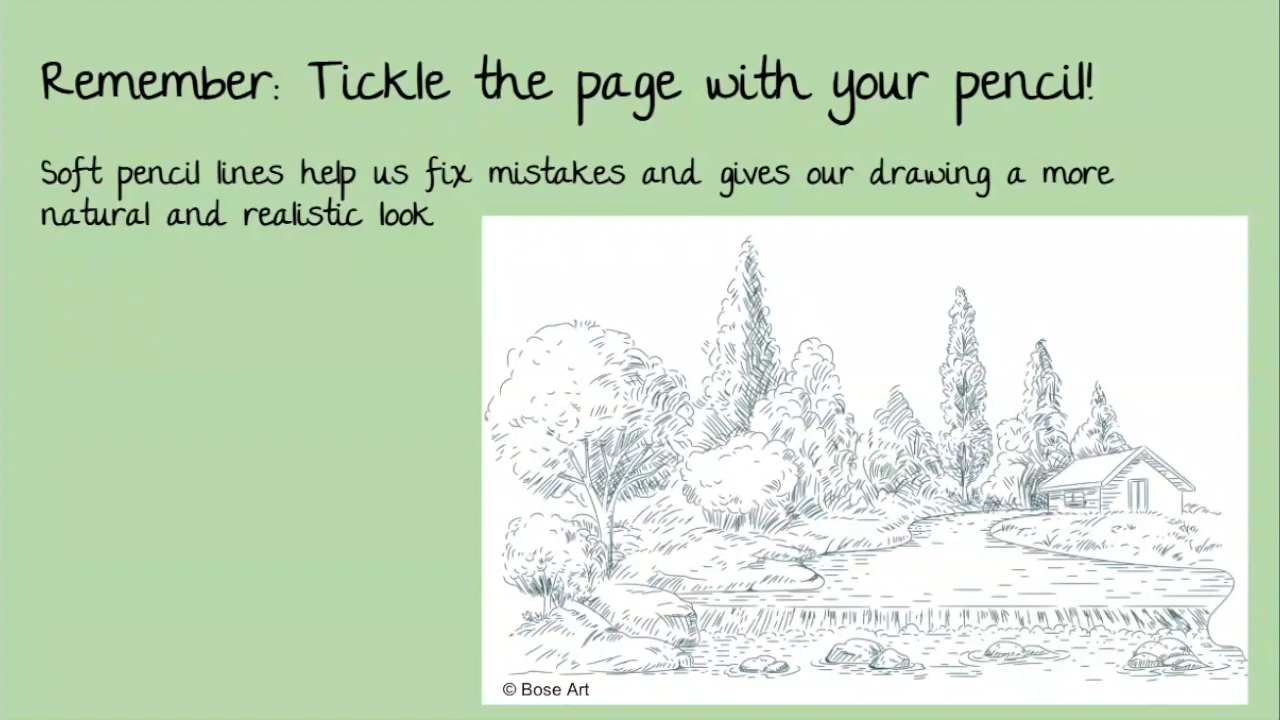 Remember: Tickle the page with your pencil!
Soft pencil lines help us fix mistakes and gives our drawing a more
natural and realistic look
© Bose Art